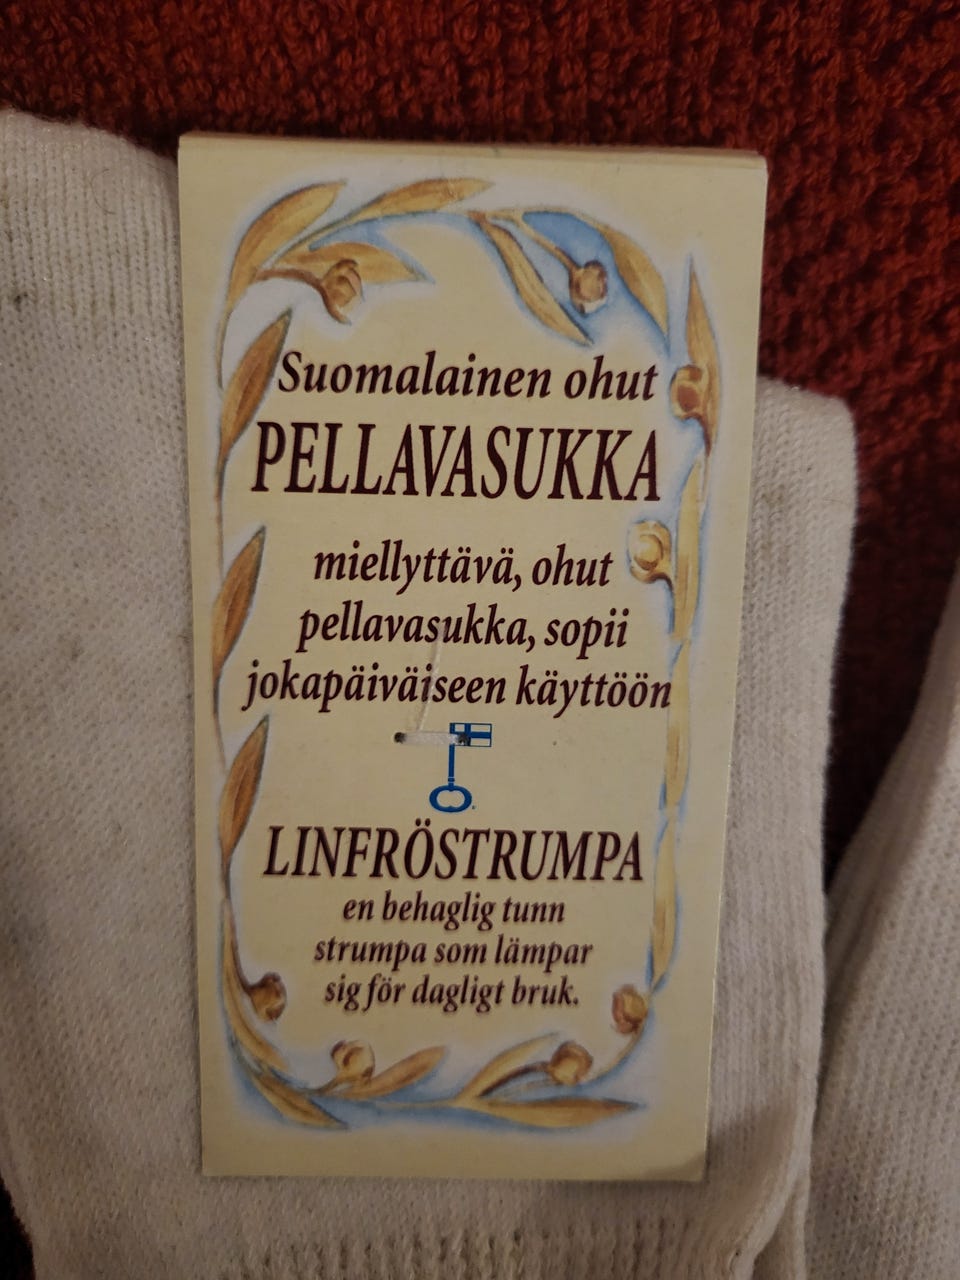 Suomalainen ohut
PELLAVASUKKA
miellyttävä, ohut
pellavasukka, sopii
jokapäiväiseen käyttöön
LINFRÖSTRUMPA
en behaglig tunn
strumpa som lämpar
sig för dagligt bruk.